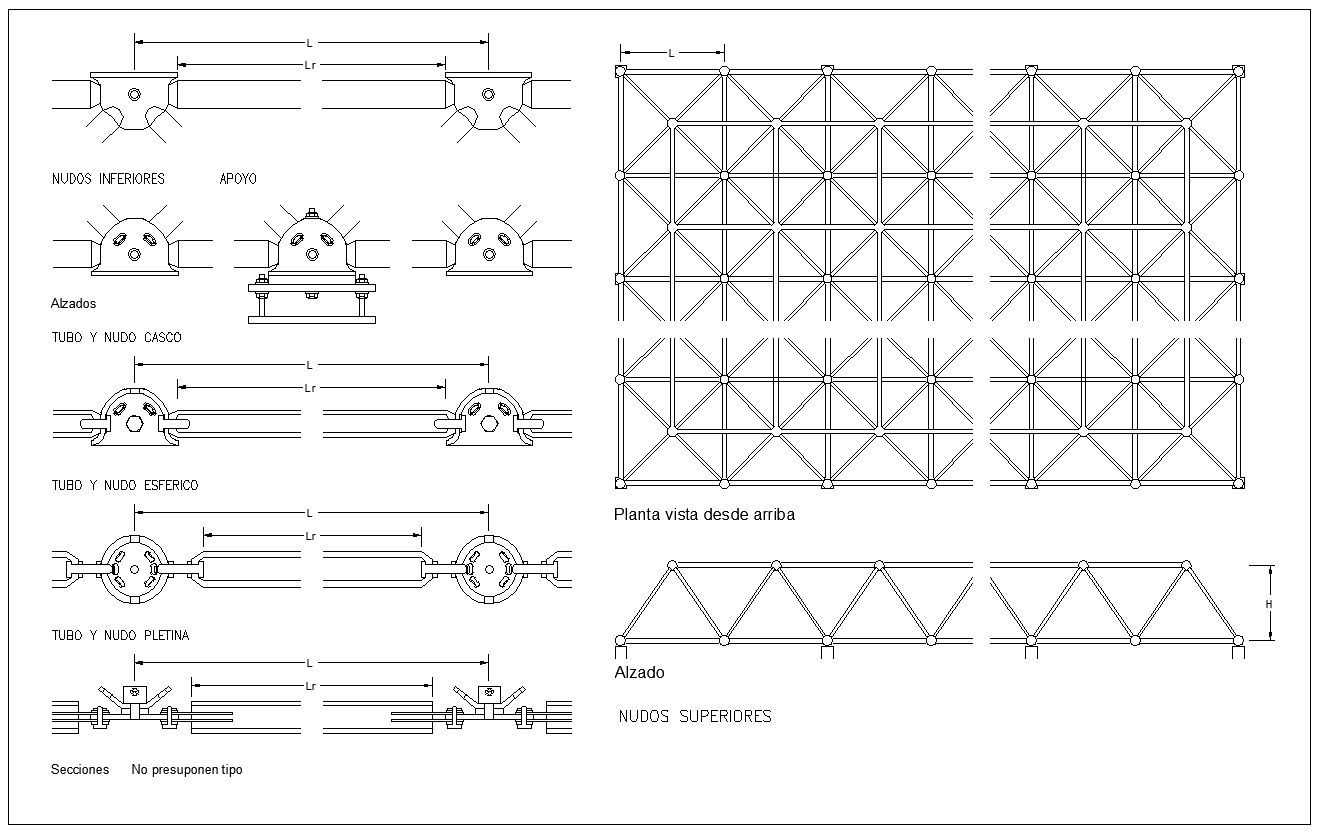 L
Lr
NUDOS INFERIORES APOYO
Alzados
TUBO Y NUDO CASCO
L
Lr
TUBO Y NUDO ESFERICO
L
Lr
TUBO Y NUDO PLETINA
L
Lr
Secciones No presuponen tipo
L
Planta vista desde arriba
H
Alzado
NUDOS SUPERIORES